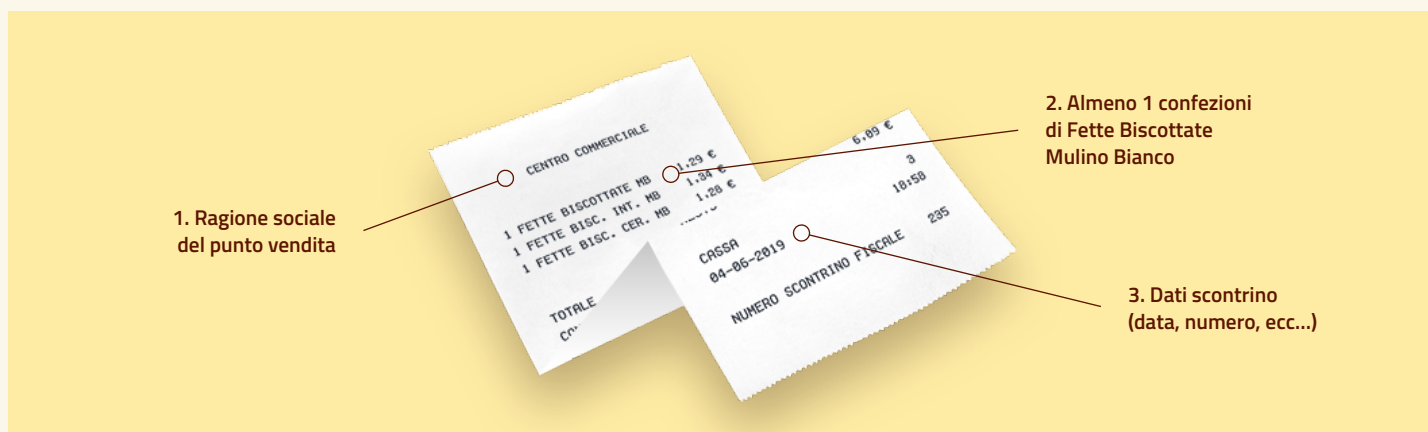 1. Ragione sociale
del punto vendita
CENTRO COMMERCIALE
1 FETTE BISCOTTATE MB 1,29 €
1 FETTE BISC. INT. MB 1,34 €
1 FETTE BISC. CER. MB 1,28 €
TOTALE
6,09 €
3
CASSA 18:58
04-06-2019
NUMERO SCONTRINO FISCALE 235
2. Almeno 1 confezioni
di Fette Biscottate
Mulino Bianco
3. Dati scontrino
(data, numero, ecc...)